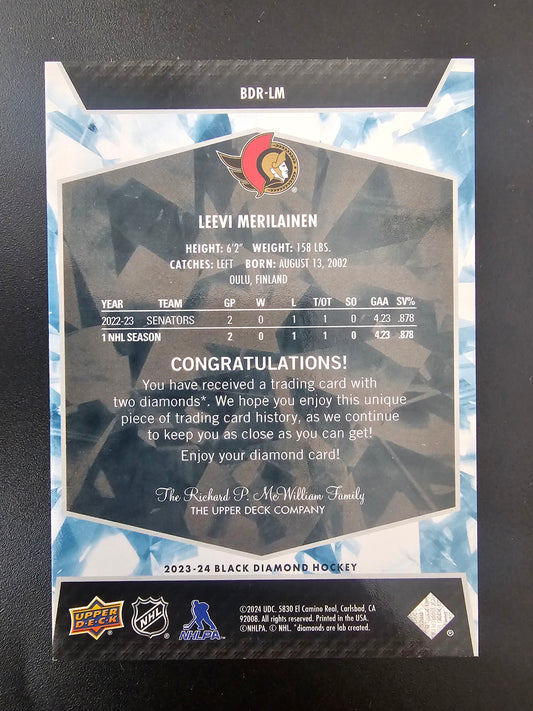 BDR-LM
LEEVI MERILAINEN
HEIGHT: 6'2" WEIGHT: 158 LBS.
CATCHES: LEFT BORN: AUGUST 13, 2002
OULU, FINLAND
YEAR TEAM GP W L T/OT SO GAA SV%
2022-23 SENATORS 2 0 1 1 0 4.23 .878
1 NHL SEASON 2 0 1 1 0 4.23 .878
CONGRATULATIONS!
You have received a trading card with
two diamonds*. We hope you enjoy this unique
piece of trading card history, as we continue
to keep you as close as you can get!
Enjoy your diamond card!
The Richard P. McWilliam Family
THE UPPER DECK COMPANY
2023-24 BLACK DIAMOND HOCKEY
UPPER DECK
NHL
NHLPA
©2024 UDC. 5830 El Camino Real, Carlsbad, CA
92008. All rights reserved. Printed in the USA.
©NHLPA. © NHL. *diamonds are lab created.